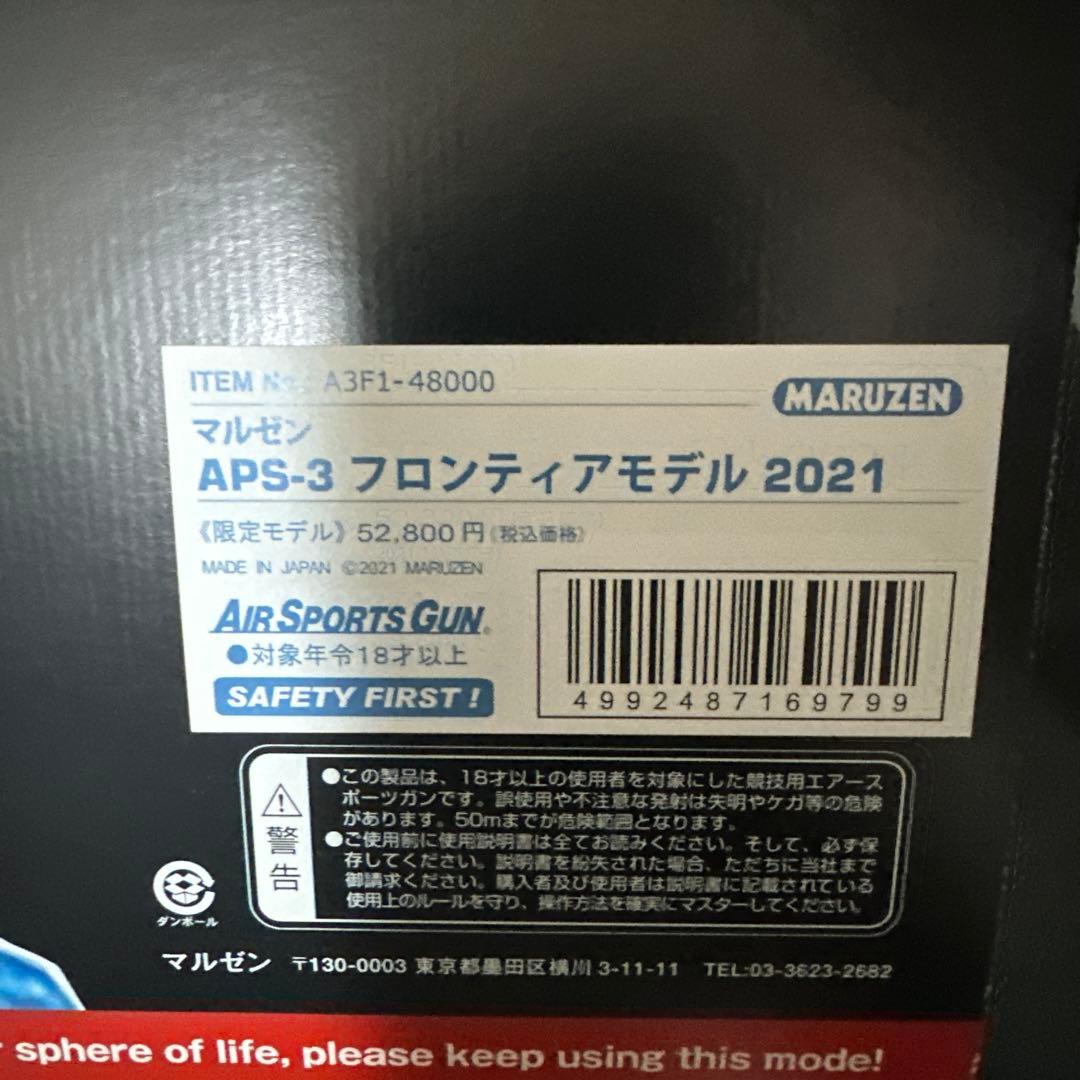 ITEM No. A3F1-48000
MARUZEN
マルゼン
APS-3 フロンティアモデル 2021
《限定モデル》 52,800円(税込価格)
MADE IN JAPAN ©2021 MARUZEN
AIR SPORTS GUN®
●対象年令18才以上
SAFETY FIRST!
4992487169799
警告
●この製品は、18才以上の使用者を対象にした競技用エアース
ポーツガンです。誤使用や不注意な発射は失明やケガ等の危険
があります。50mまでが危険範囲となります。
●ご使用前に使用説明書は全てお読みください。そして、必ず保
存してください。説明書を紛失された場合、ただちに当社まで
御請求ください。購入者及び使用者は説明書に記載されている
使用上のルールを守り、操作方法を確実にマスターしてください。
ダンボール
マルゼン 〒130-0003 東京都墨田区横川 3-11-11 TEL:03-3623-2682
r sphere of life, please keep using this mode!